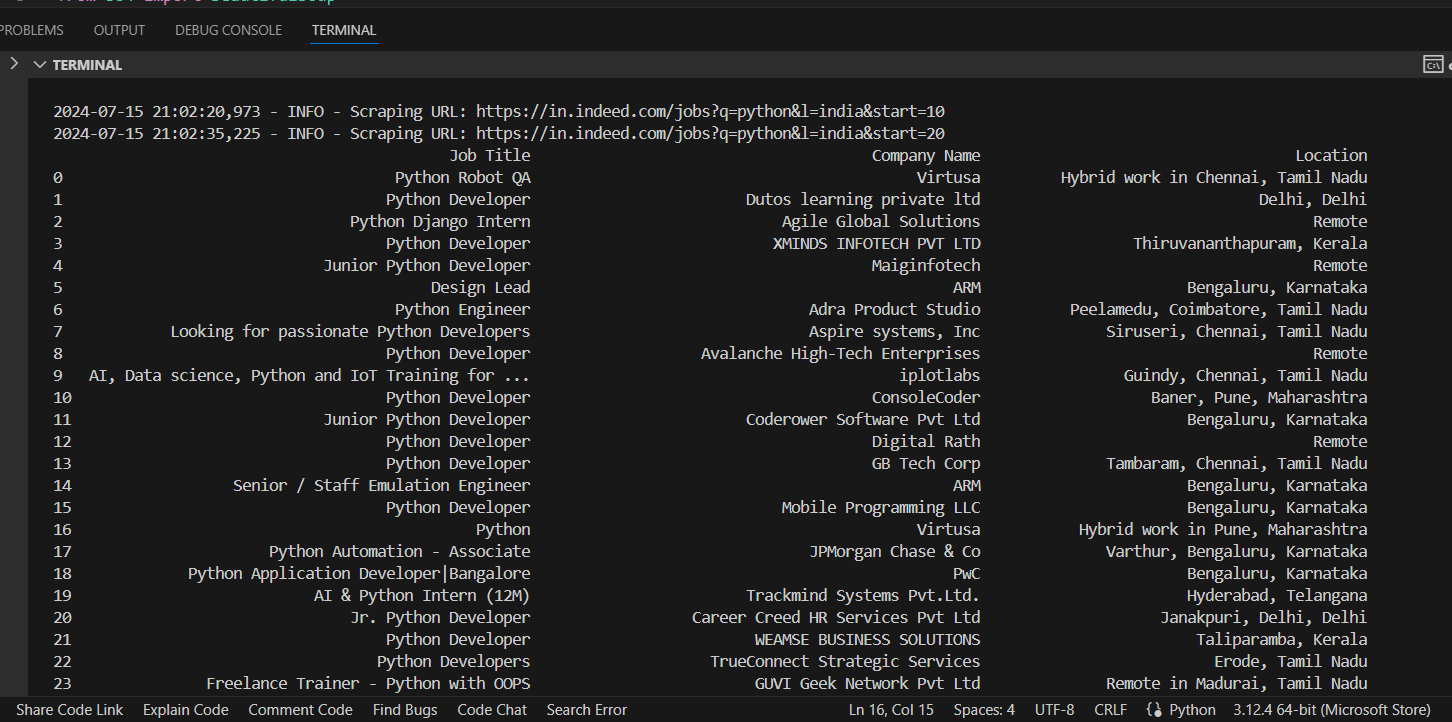 PROBLEMS OUTPUT DEBUG CONSOLE TERMINAL
TERMINAL
2024-07-15 21:02:20,973 - INFO - Scraping URL: https://in.indeed.com/jobs?q=python&l=india&start=10
2024-07-15 21:02:35,225 - INFO - Scraping URL: https://in.indeed.com/jobs?q=python&l=india&start=20
Job Title Company Name Location
0 Python Robot QA Virtusa Hybrid work in Chennai, Tamil Nadu
1 Python Developer Dutos learning private ltd Delhi, Delhi
2 Python Django Intern Agile Global Solutions Remote
3 Python Developer XMINDS INFOTECH PVT LTD Thiruvananthapuram, Kerala
4 Junior Python Developer Maiginfotech Remote
5 Design Lead ARM Bengaluru, Karnataka
6 Python Engineer Adra Product Studio Peelamedu, Coimbatore, Tamil Nadu
7 Looking for passionate Python Developers Aspire systems, Inc Siruseri, Chennai, Tamil Nadu
8 Python Developer Avalanche High-Tech Enterprises Remote
9 AI, Data science, Python and IoT Training for ... iplotlabs Guindy, Chennai, Tamil Nadu
10 Python Developer ConsoleCoder Baner, Pune, Maharashtra
11 Junior Python Developer Coderower Software Pvt Ltd Bengaluru, Karnataka
12 Python Developer Digital Rath Remote
13 Python Developer GB Tech Corp Tambaram, Chennai, Tamil Nadu
14 Senior / Staff Emulation Engineer ARM Bengaluru, Karnataka
15 Python Developer Mobile Programming LLC Bengaluru, Karnataka
16 Python Virtusa Hybrid work in Pune, Maharashtra
17 Python Automation - Associate JPMorgan Chase & Co Varthur, Bengaluru, Karnataka
18 Python Application Developer|Bangalore PwC Bengaluru, Karnataka
19 AI & Python Intern (12M) Trackmind Systems Pvt.Ltd. Hyderabad, Telangana
20 Jr. Python Developer Career Creed HR Services Pvt Ltd Janakpuri, Delhi, Delhi
21 Python Developer WEAMSE BUSINESS SOLUTIONS Taliparamba, Kerala
22 Python Developers TrueConnect Strategic Services Erode, Tamil Nadu
23 Freelance Trainer - Python with OOPS GUVI Geek Network Pvt Ltd Remote in Madurai, Tamil Nadu
Share Code Link Explain Code Comment Code Find Bugs Code Chat Search Error Ln 16, Col 15 Spaces: 4 UTF-8 CRLF Python 3.12.4 64-bit (Microsoft Store)